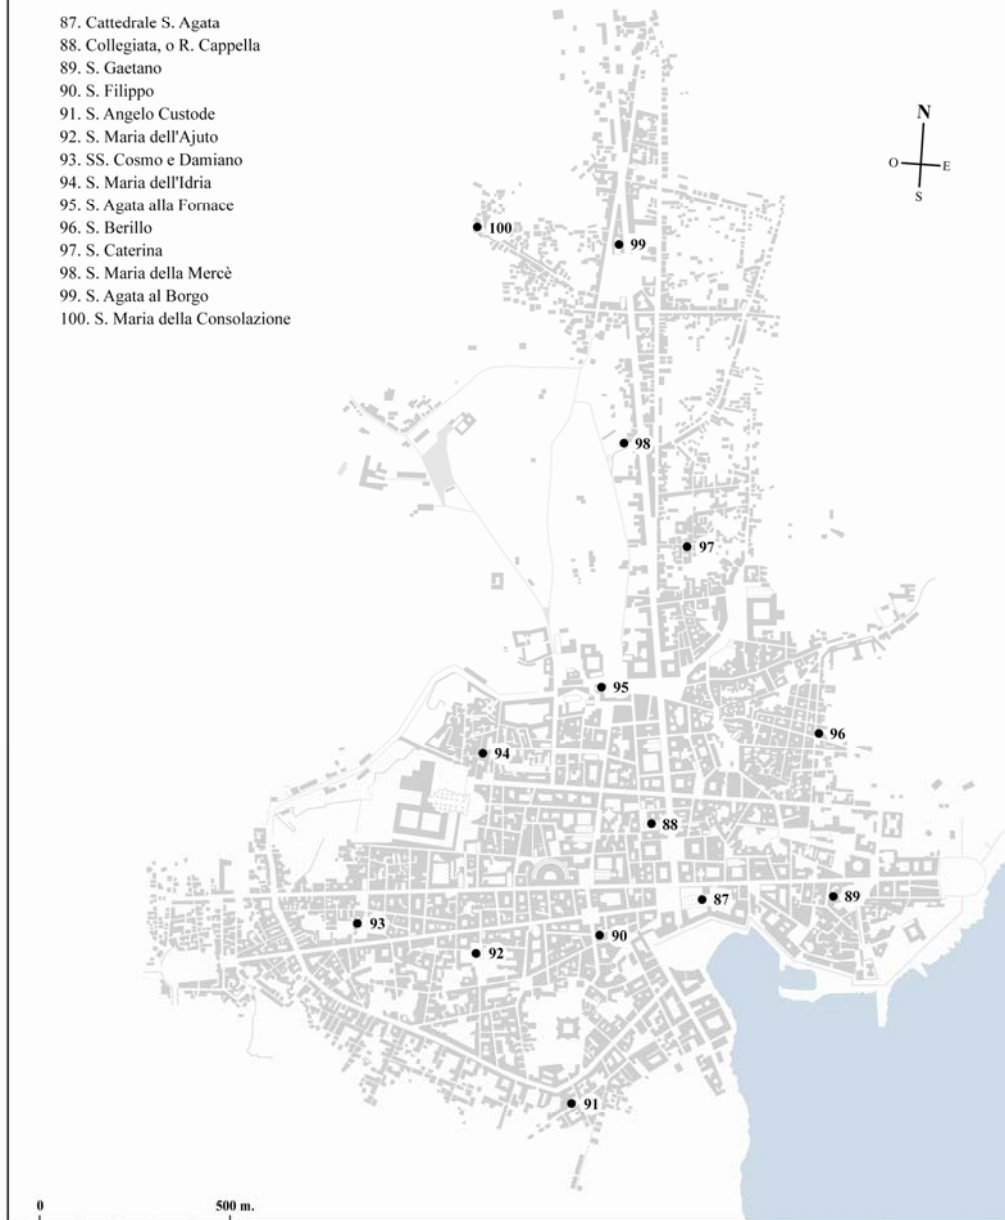 87. Cattedrale S. Agata
88. Collegiata, o R. Cappella
89. S. Gaetano
90. S. Filippo
91. S. Angelo Custode
92. S. Maria dell'Ajuto
93. SS. Cosmo e Damiano
94. S. Maria dell'Idria
95. S. Agata alla Fornace
96. S. Berillo
97. S. Caterina
98. S. Maria della Mercè
99. S. Agata al Borgo
100. S. Maria della Consolazione
N
O E
S
100
99
98
97
95
96
94
88
87
89
93
90
92
91
0 500 m.